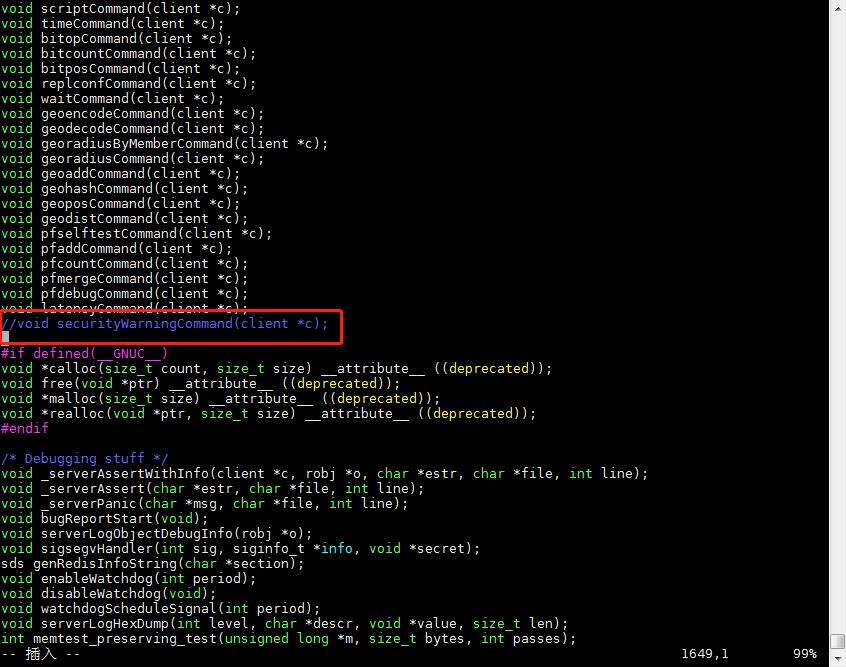 void scriptCommand(client *c);
void timeCommand(client *c);
void bitopCommand(client *c);
void bitcountCommand(client *c);
void bitposCommand(client *c);
void replconfCommand(client *c);
void waitCommand(client *c);
void geoencodeCommand(client *c);
void geodecodeCommand(client *c);
void georadiusByMemberCommand(client *c);
void georadiusCommand(client *c);
void geoaddCommand(client *c);
void geohashCommand(client *c);
void geoposCommand(client *c);
void geodistCommand(client *c);
void pfselftestCommand(client *c);
void pfaddCommand(client *c);
void pfcountCommand(client *c);
void pfmergeCommand(client *c);
void pfdebugCommand(client *c);
void latencyCommand(client *c);
//void securityWarningCommand(client *c);
#if defined(__GNUC__)
void *calloc(size_t count, size_t size) __attribute__ ((deprecated));
void free(void *ptr) __attribute__ ((deprecated));
void *malloc(size_t size) __attribute__ ((deprecated));
void *realloc(void *ptr, size_t size) __attribute__ ((deprecated));
#endif
/* Debugging stuff */
void _serverAssertWithInfo(client *c, robj *o, char *estr, char *file, int line);
void _serverAssert(char *estr, char *file, int line);
void _serverPanic(char *msg, char *file, int line);
void bugReportStart(void);
void serverLogObjectDebugInfo(robj *o);
void sigsegvHandler(int sig, siginfo_t *info, void *secret);
sds genRedisInfoString(char *section);
void enableWatchdog(int period);
void disableWatchdog(void);
void watchdogScheduleSignal(int period);
void serverLogHexDump(int level, char *descr, void *value, size_t len);
int memtest_preserving_test(unsigned long *m, size_t bytes, int passes);
-- 插入 -- 1649,1 99%